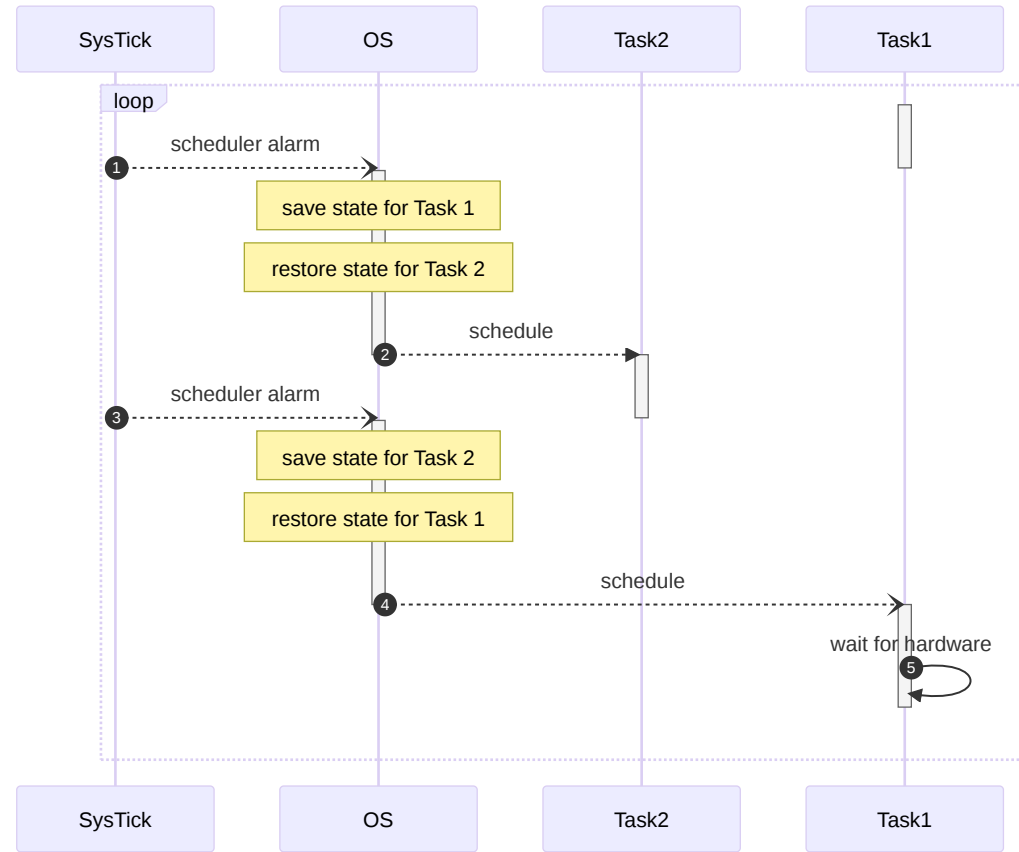 SysTick
OS
Task2
Task1
loop
scheduler alarm
1
save state for Task 1
restore state for Task 2
schedule
2
scheduler alarm
3
save state for Task 2
restore state for Task 1
schedule
4
wait for hardware
5
SysTick
OS
Task2
Task1